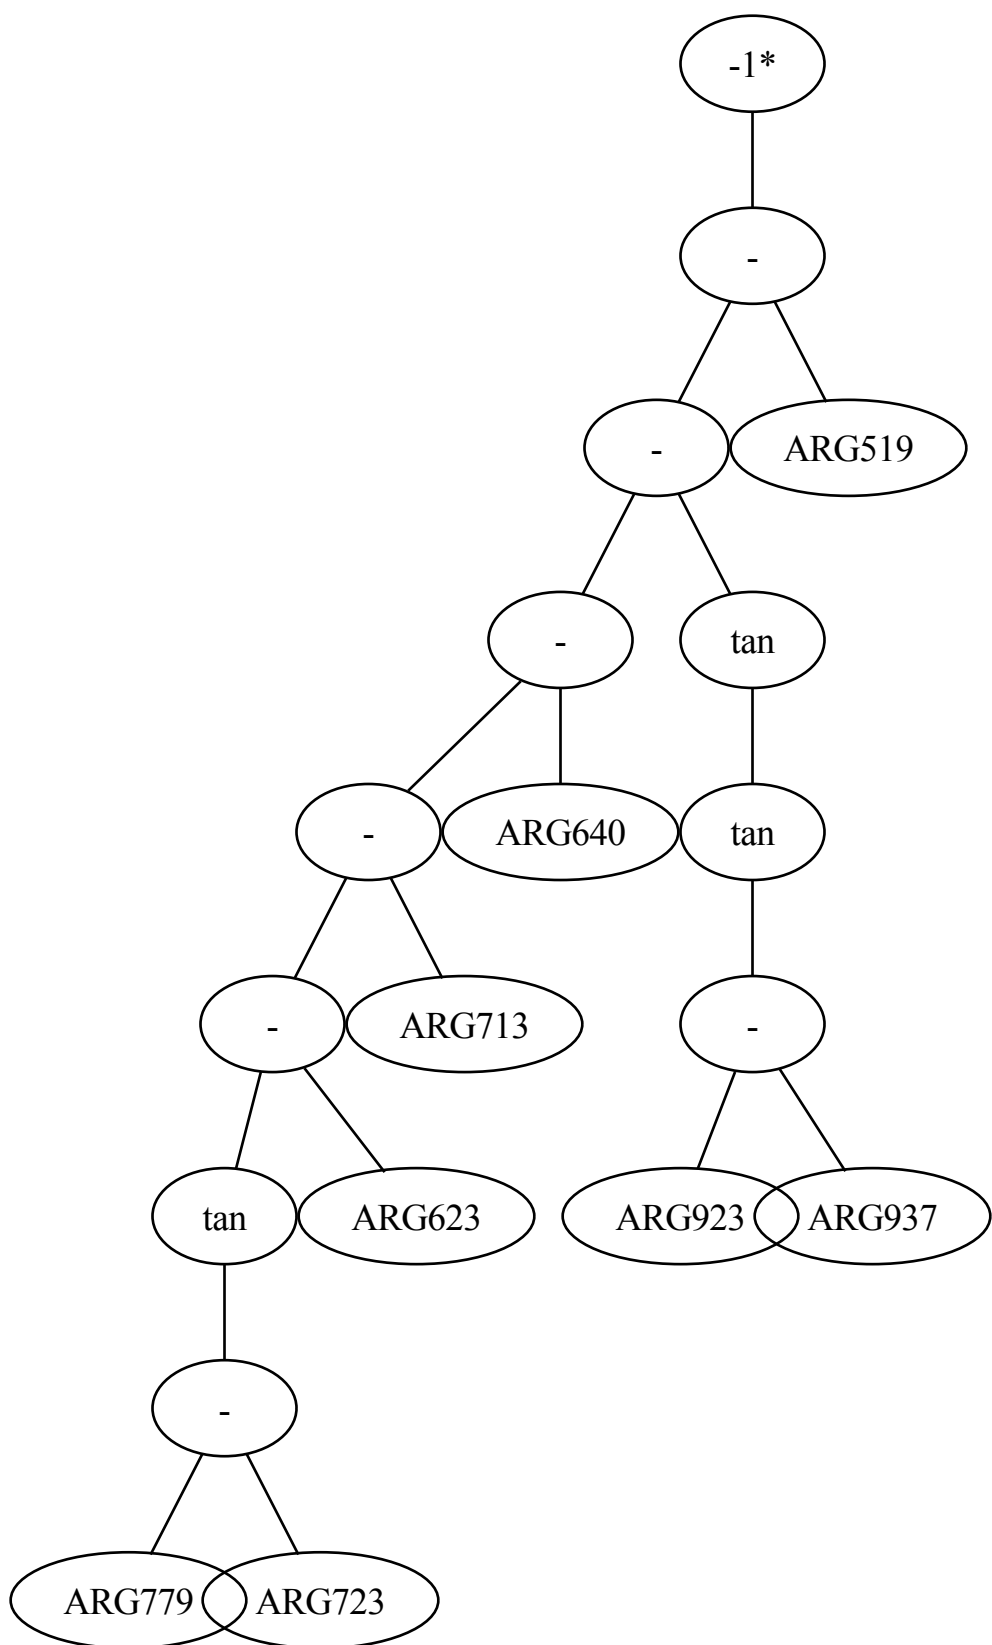 -1*
-
- ARG519
- tan
- ARG640 tan
- ARG713 -
tan ARG623 ARG923 ARG937
-
ARG779 ARG723